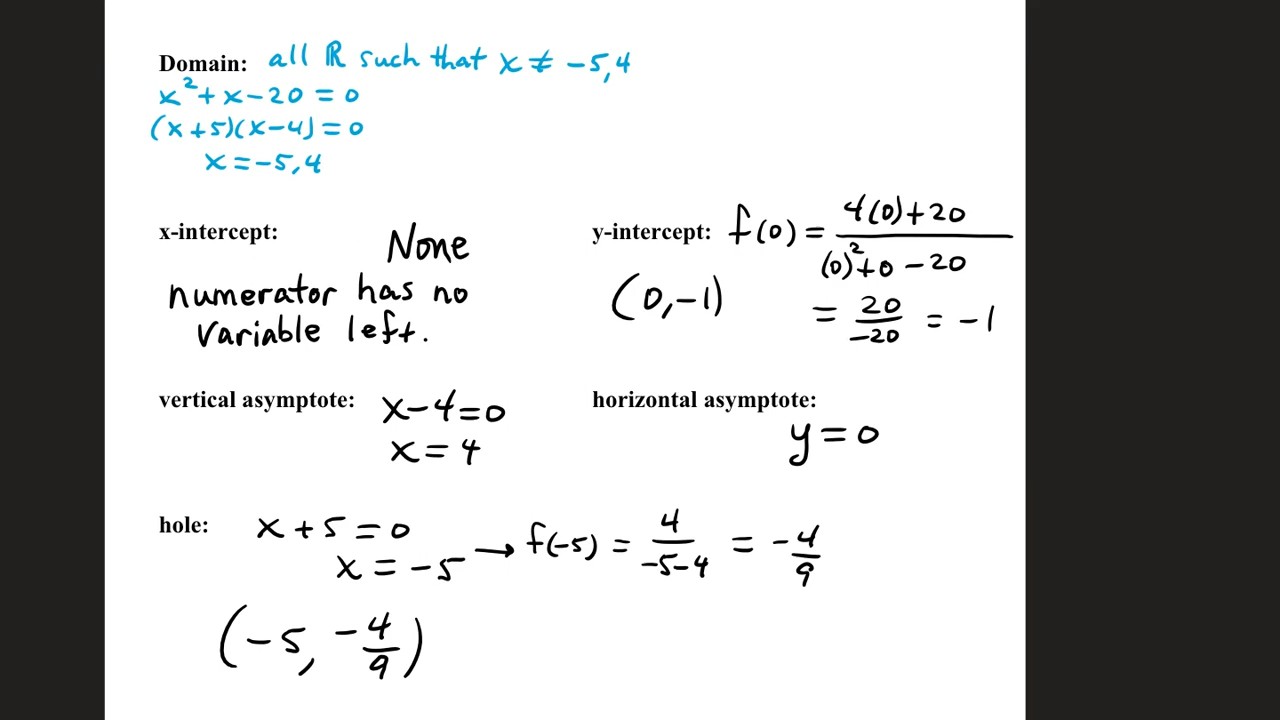 Domain: all ℝ such that x ≠ -5,4
x² + x - 20 = 0
(x+5)(x-4) = 0
x = -5,4
x-intercept: None
numerator has no
variable left.
y-intercept: f(0) = (4(0)+20)/((0)²+0-20)
(0,-1) = 20/-20 = -1
vertical asymptote: x-4=0
x = 4
horizontal asymptote:
y = 0
hole: x + 5 = 0
x = -5 → f(-5) = 4/(-5-4) = -4/9
(-5, -4/9)